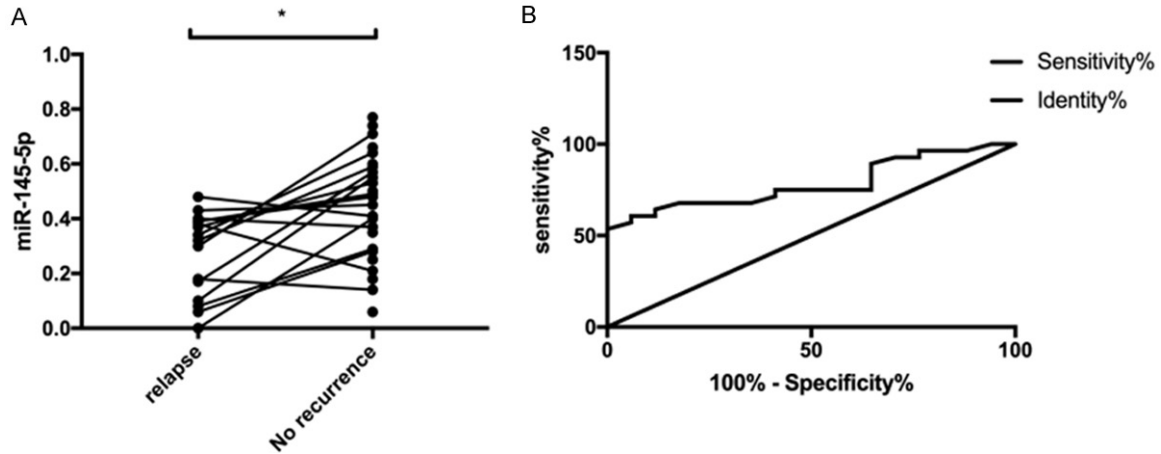 A
*
1.0
0.8
0.6
0.4
0.2
0.0
miR-145-5p
relapse
No recurrence
B
150
100
50
0
sensitivity%
0
50
100
100% - Specificity%
Sensitivity%
Identity%